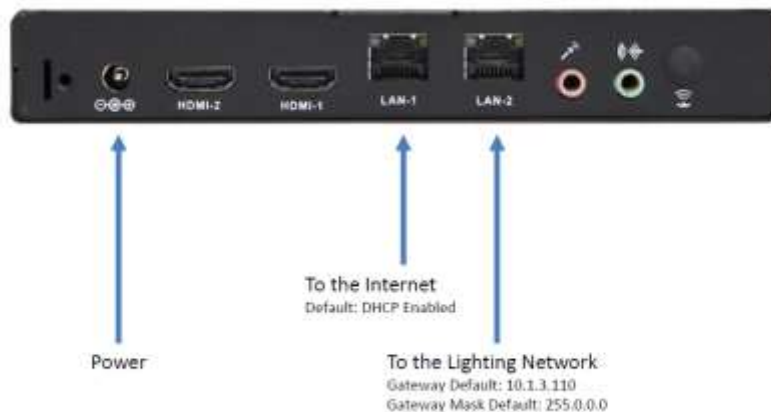 HDMI-2
HDMI-1
LAN-1
LAN-2
To the Internet
Default: DHCP Enabled
Power
To the Lighting Network
Gateway Default: 10.1.3.110
Gateway Mask Default: 255.0.0.0